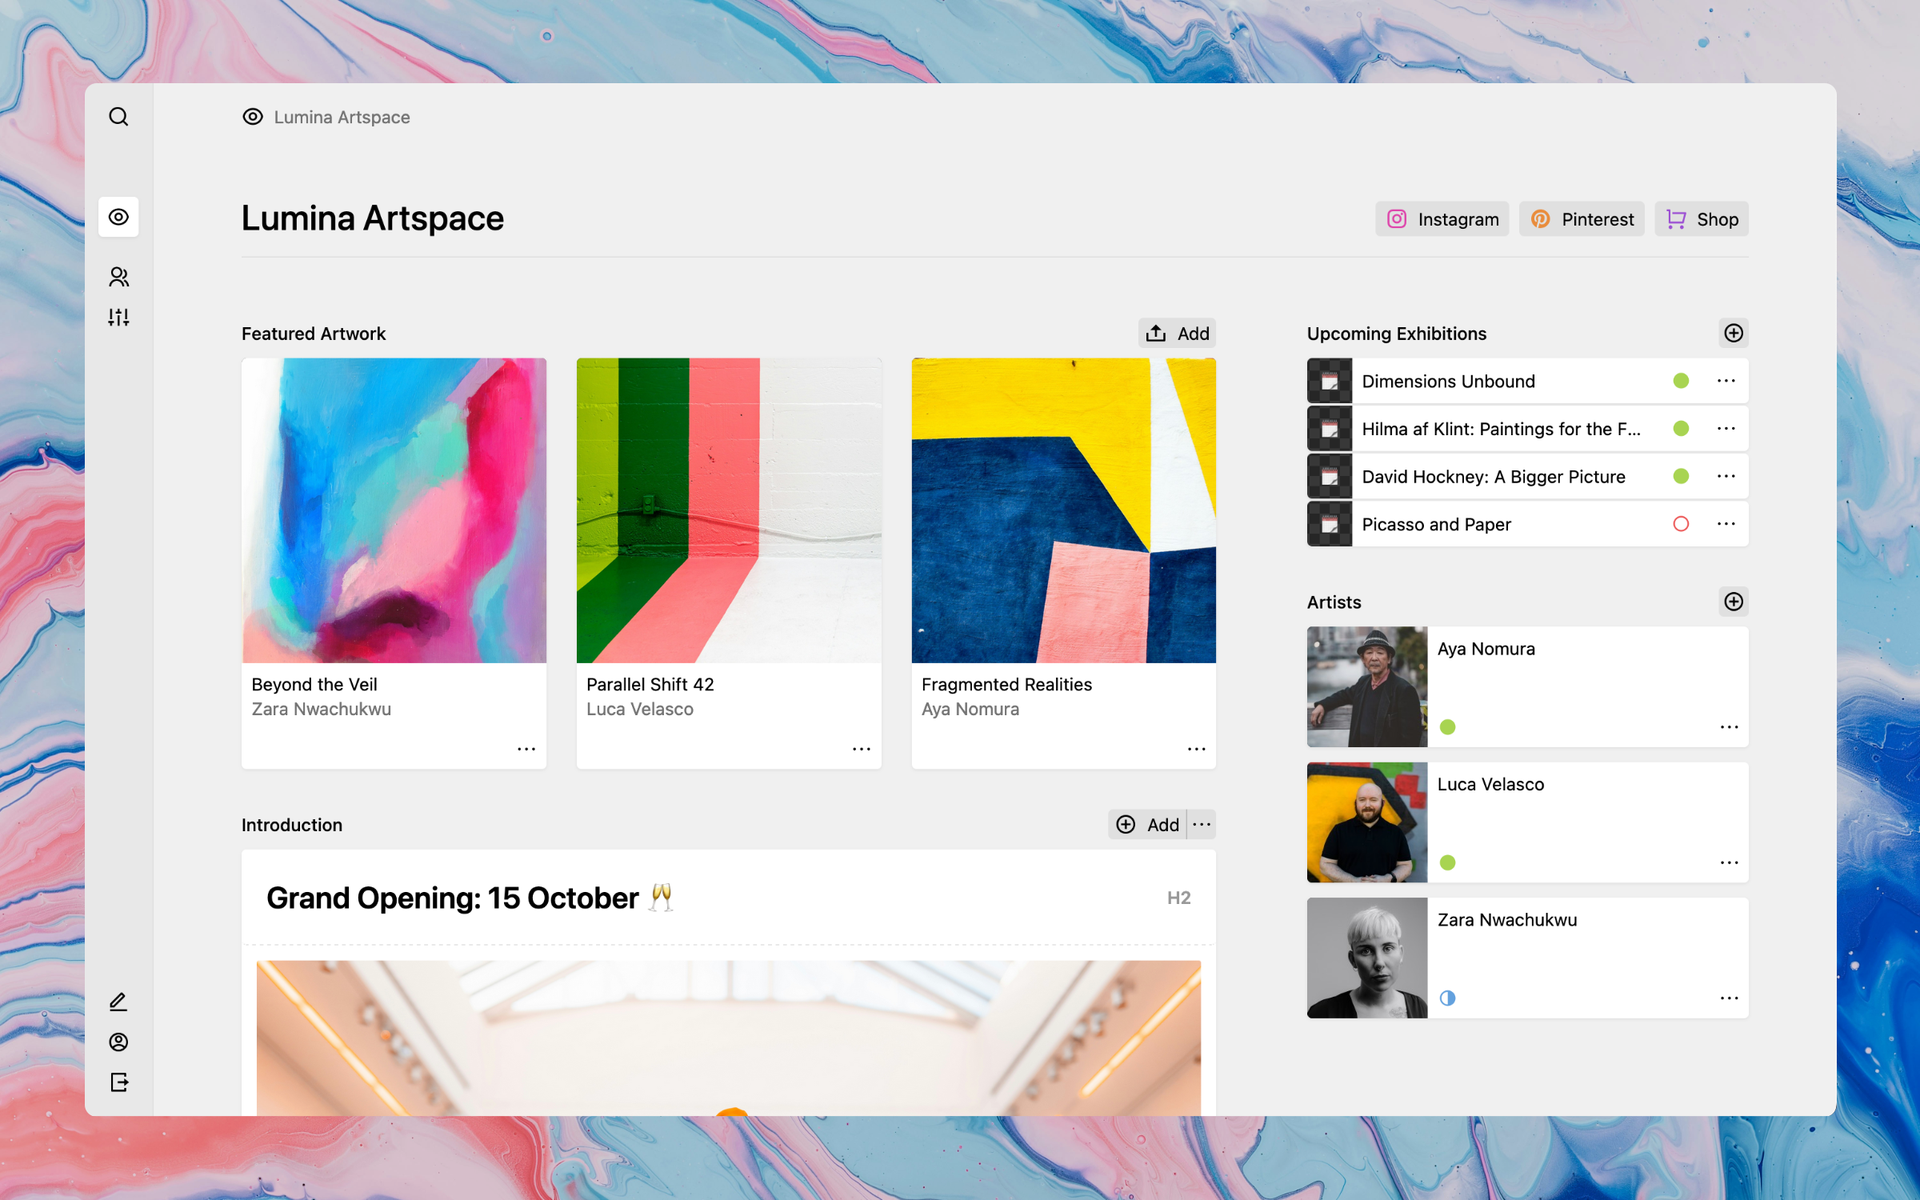 Lumina Artspace
Lumina Artspace
Instagram
Pinterest
Shop
Featured Artwork
Add
Beyond the Veil
Zara Nwachukwu
Parallel Shift 42
Luca Velasco
Fragmented Realities
Aya Nomura
Introduction
Add
Grand Opening: 15 October 🥂
H2
Upcoming Exhibitions
Dimensions Unbound
Hilma af Klint: Paintings for the F...
David Hockney: A Bigger Picture
Picasso and Paper
Artists
Aya Nomura
Luca Velasco
Zara Nwachukwu